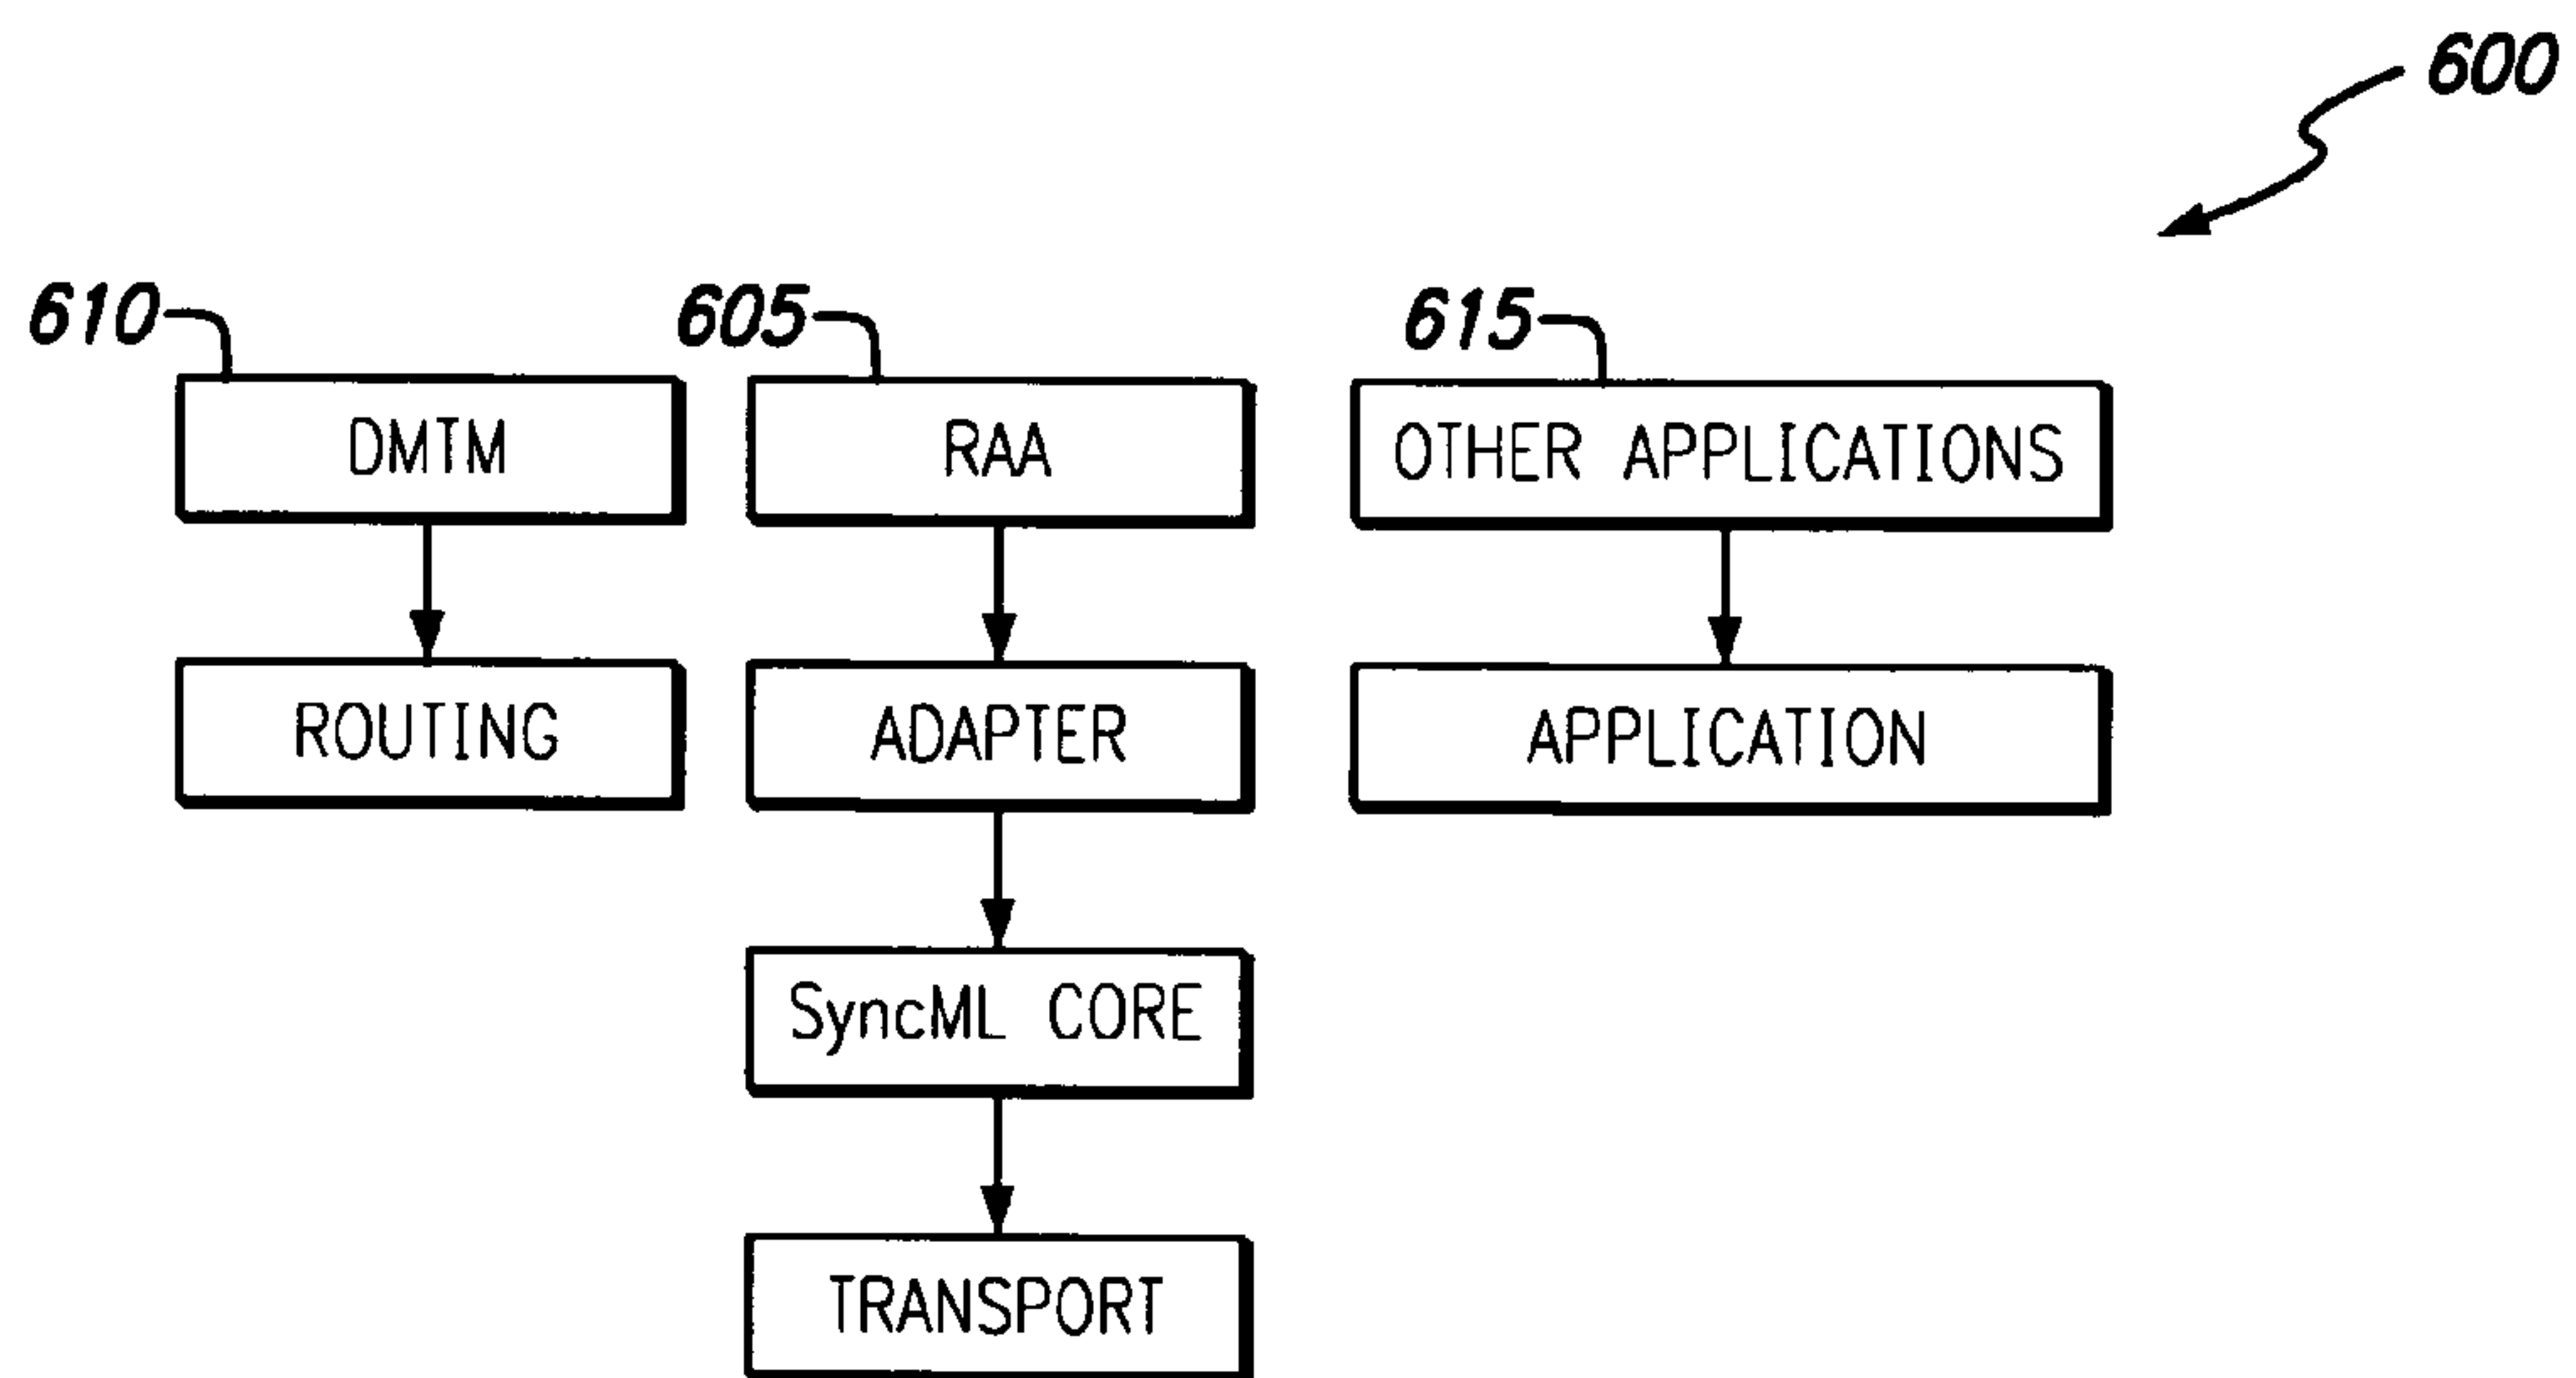 600
610
605
615
DMTM
RAA
OTHER APPLICATIONS
ROUTING
ADAPTER
APPLICATION
SyncML CORE
TRANSPORT